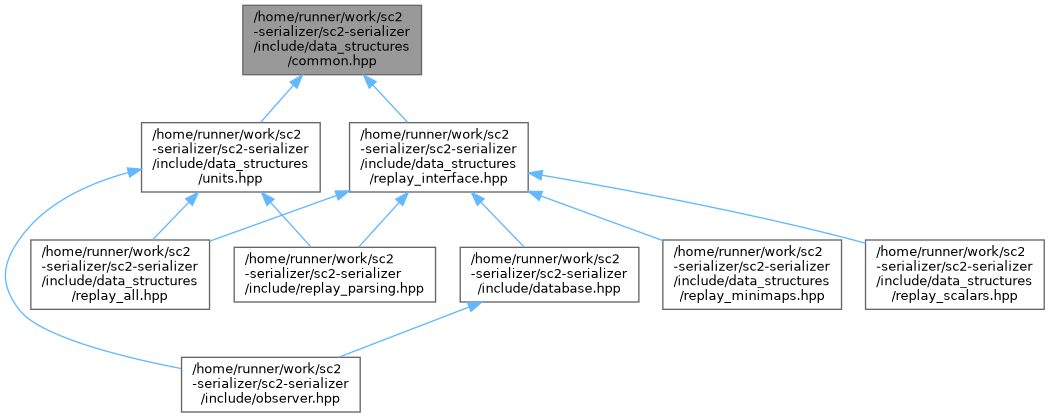 /home/runner/work/sc2
-serializer/sc2-serializer
/include/data_structures
/common.hpp
/home/runner/work/sc2
-serializer/sc2-serializer
/include/data_structures
/units.hpp
/home/runner/work/sc2
-serializer/sc2-serializer
/include/data_structures
/replay_interface.hpp
/home/runner/work/sc2
-serializer/sc2-serializer
/include/data_structures
/replay_all.hpp
/home/runner/work/sc2
-serializer/sc2-serializer
/include/replay_parsing.hpp
/home/runner/work/sc2
-serializer/sc2-serializer
/include/database.hpp
/home/runner/work/sc2
-serializer/sc2-serializer
/include/data_structures
/replay_minimaps.hpp
/home/runner/work/sc2
-serializer/sc2-serializer
/include/data_structures
/replay_scalars.hpp
/home/runner/work/sc2
-serializer/sc2-serializer
/include/observer.hpp